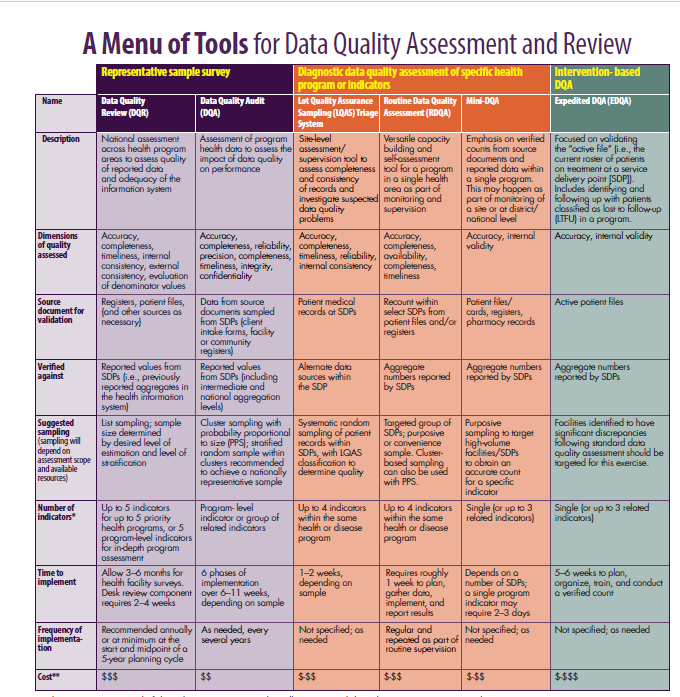 A Menu of Tools for Data Quality Assessment and Review
Representative sample survey
Diagnostic data quality assessment of specific health
program or Indicators
Intervention- based
DQA
Name
Data Quality
Review (DQR)
Data Quality Audit
(DQA)
Lot Quality Assurance
Sampling (LQAS) Triage
System
Routine Data Quality
Assessment (RDQA)
Mini-DQA
Expedited DQA (EDQA)
Description
National assessment
across health program
areas to assess quality
of reported data
and adequacy of the
information system
Assessment of program
health data to assess the
impact of data quality
on performance
Site-level
assessment/
supervision tool to
assess completeness
and consistency
of records and
investigate suspected
data quality
problems
Versatile capacity
building and
self-assessment
tool for a program
in a single health
area as part of
monitoring and
supervision
Emphasis on verified
counts from source
documents and
reported data within
a single program.
This may happen as
part of monitoring of
a site or at district/
national level
Focused on validating
the "active file" (i.e., the
current roster of patients
on treatment at a service
delivery point [SDP]).
Includes identifying and
following up with patients
classified as lost to follow-up
(LTFU) in a program.
Dimensions
of quality
assessed
Accuracy,
completeness,
timeliness, internal
consistency, external
consistency, evaluation
of denominator values
Accuracy,
completeness, reliability,
precision, completeness,
timeliness, integrity,
confidentiality
Accuracy,
completeness,
timeliness, reliability,
internal consistency
Accuracy,
completeness,
availability,
completeness,
timeliness
Accuracy, internal
validity
Accuracy, internal validity
Source
document for
validation
Registers, patient files,
(and other sources as
necessary)
Data from source
documents sampled
from SDPs (client
intake forms, facility
or community
registers)
Patient medical
records at SDPs
Recount within
select SDPs from
patient files and/or
registers
Patient files/
cards, registers,
pharmacy records
Active patient files
Verified
against
Reported values from
SDPs (i.e., previously
reported aggregates in
the health information
system)
Reported values
from SDPs (including
intermediate and
national aggregation
levels)
Alternate data
sources within
the SDP
Aggregate
numbers reported
by SDPs
Aggregate numbers
reported by SDPs
Aggregate numbers
reported by SDPs
Suggested
sampling
(sampling will
depend on
assessment scope
and available
resources)
List sampling; sample
size determined
by desired level of
estimation and level of
stratification
Cluster sampling with
probability proportional
to size (PPS); stratified
random sample within
clusters recommended
to achieve a nationally
representative sample
Systematic random
sampling of patient
records within
SDPs, with LQAS
classification to
determine quality
Targeted group of
SDPs; purposive
or convenience
sample. Cluster-
based sampling
can also be used
with PPS.
Purposive
sampling to target
high-volume
facilities/SDPs
to obtain an
accurate count
for a specific
indicator
Facilities identified to have
significant discrepancies
following standard data
quality assessment should be
targeted for this exercise.
Number of
indicators*
Up to 5 indicators
for up to 5 priority
health programs, or 5
program-level indicators
for in-depth program
assessment
Program- level
indicator or group of
related indicators
Up to 4 indicators
within the same
health or disease
program
Up to 4 indicators
within the same
health or disease
program
Single (or up to 3
related indicators)
Single (or up to 3 related
indicators)
Time to
implement
Allow 3–6 months for
health facility surveys.
Desk review component
requires 2–4 weeks
6 phases of
implementation
over 6–11 weeks,
depending on sample
1–2 weeks,
depending on
sample
Requires roughly
1 week to plan,
gather data,
implement, and
report results
Depends on a
number of SDPs;
a single program
indicator may
require 2–3 days
5–6 weeks to plan,
organize, train, and conduct
a verified count
Frequency of
implementa-
tion
Recommended annually
or at minimum at the
start and midpoint of a
5-year planning cycle
As needed, every
several years
Not specified; as
needed
Regular and
repeated as part of
routine supervision
Not specified; as
needed
Not specified; as needed
Cost**
$$$
$$
$-$$
$-$$
$-$$
$-$$$